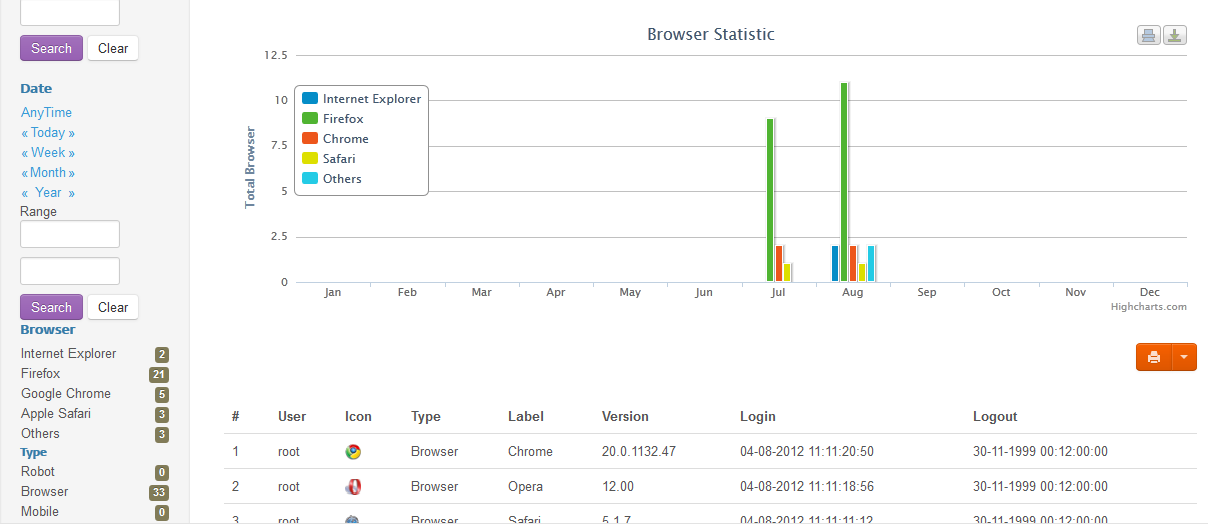 Search Clear
Date
AnyTime
« Today »
« Week »
« Month »
« Year »
Range
Search Clear
Browser
Internet Explorer 2
Firefox 21
Google Chrome 5
Apple Safari 3
Others 3
Type
Robot 0
Browser 33
Mobile 0
Browser Statistic
Total Browser
12.5
10
7.5
5
2.5
0
Internet Explorer
Firefox
Chrome
Safari
Others
Jan Feb Mar Apr May Jun Jul Aug Sep Oct Nov Dec
Highcharts.com
# User Icon Type Label Version Login Logout
1 root Browser Chrome 20.0.1132.47 04-08-2012 11:11:20:50 30-11-1999 00:12:00:00
2 root Browser Opera 12.00 04-08-2012 11:11:18:56 30-11-1999 00:12:00:00
3 root Browser Safari 5.1.7 04-08-2012 11:11:11:12 30-11-1999 00:12:00:00